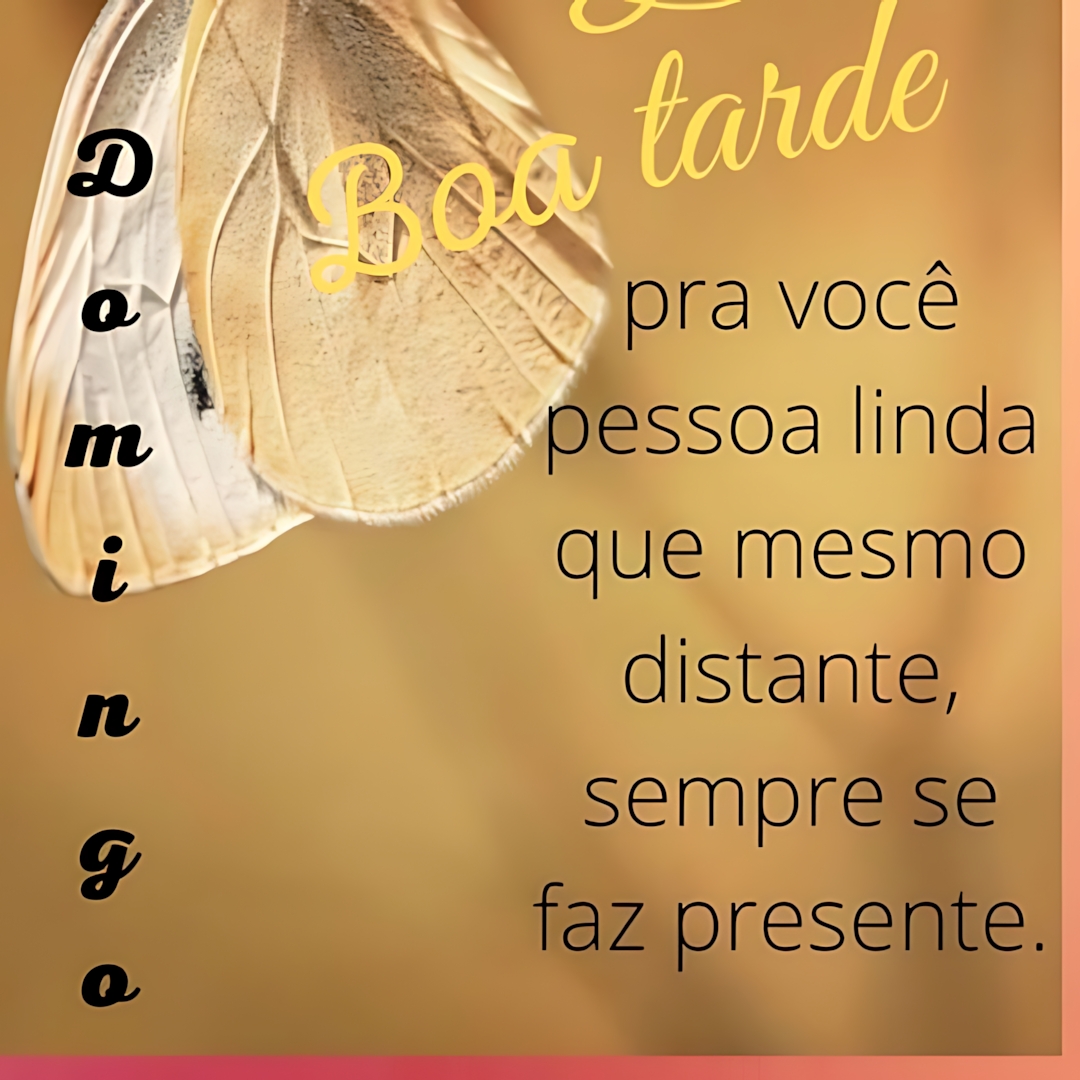 Boa tarde
pra você
pessoa linda
que mesmo
distante,
sempre se
faz presente.
Domingo